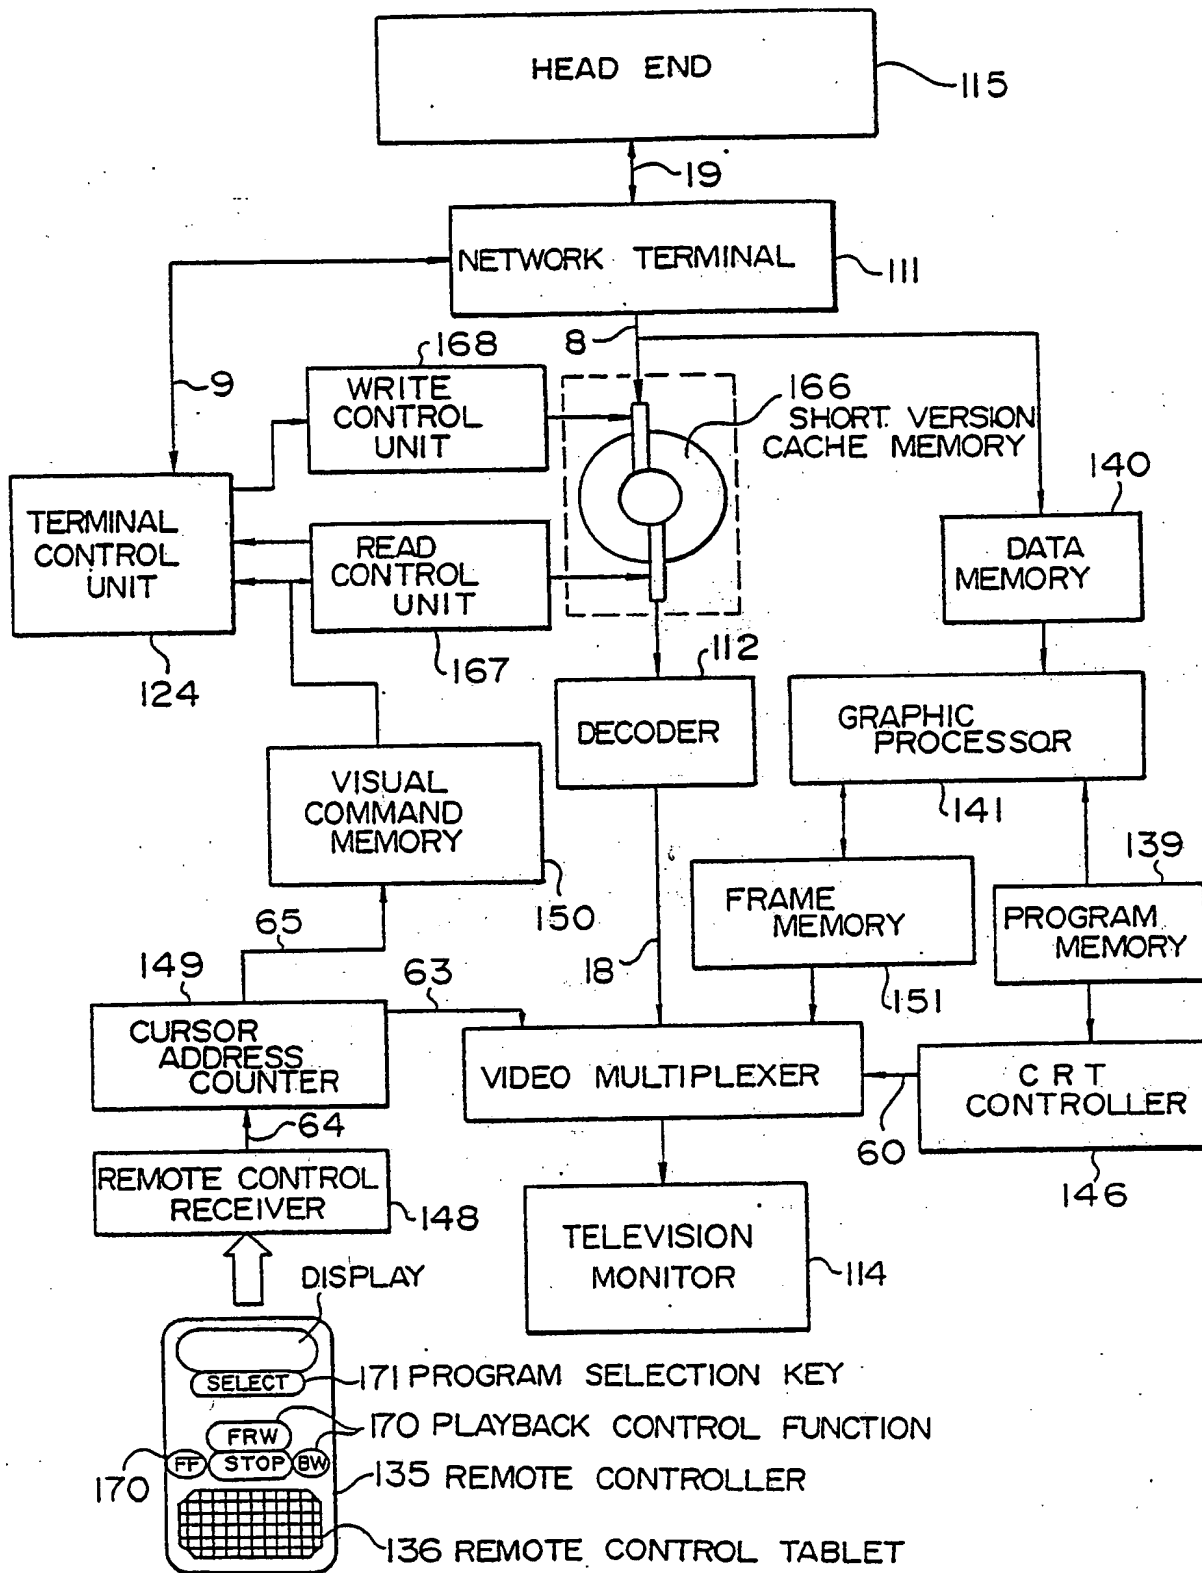 HEAD END
115
19
NETWORK TERMINAL
111
8
9
168
WRITE
CONTROL
UNIT
166
SHORT VERSION
CACHE MEMORY
TERMINAL
CONTROL
UNIT
124
READ
CONTROL
UNIT
167
140
DATA
MEMORY
112
DECODER
GRAPHIC
PROCESSOR
141
VISUAL
COMMAND
MEMORY
150
139
FRAME
MEMORY
151
PROGRAM
MEMORY
65
18
149
63
CURSOR
ADDRESS
COUNTER
VIDEO MULTIPLEXER
60
CRT
CONTROLLER
146
64
REMOTE CONTROL
RECEIVER
148
TELEVISION
MONITOR
114
DISPLAY
SELECT
171 PROGRAM SELECTION KEY
FRW
170 PLAYBACK CONTROL FUNCTION
FF
STOP
BW
170
135 REMOTE CONTROLLER
136 REMOTE CONTROL TABLET